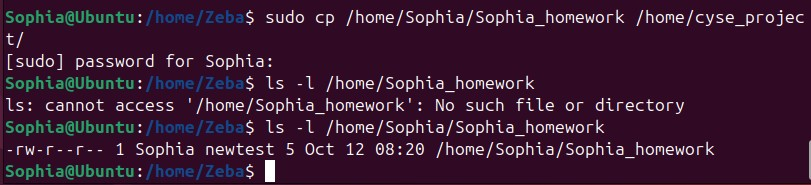 Sophia@Ubuntu:/home/Zeba$ sudo cp /home/Sophia/Sophia_homework /home/cyse_projec
t/
[sudo] password for Sophia:
Sophia@Ubuntu:/home/Zeba$ ls -l /home/Sophia_homework
ls: cannot access '/home/Sophia_homework': No such file or directory
Sophia@Ubuntu:/home/Zeba$ ls -l /home/Sophia/Sophia_homework
-rw-r--r-- 1 Sophia newtest 5 Oct 12 08:20 /home/Sophia/Sophia_homework
Sophia@Ubuntu:/home/Zeba$